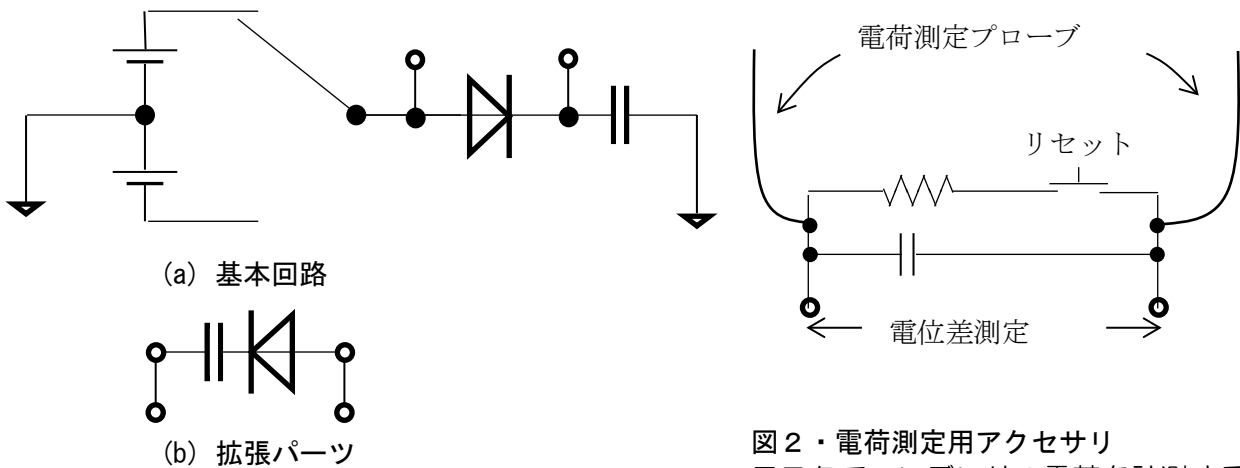 電荷測定プローブ
リセット
(a) 基本回路
電位差測定
(b) 拡張パーツ
図２・電荷測定用アクセサリ